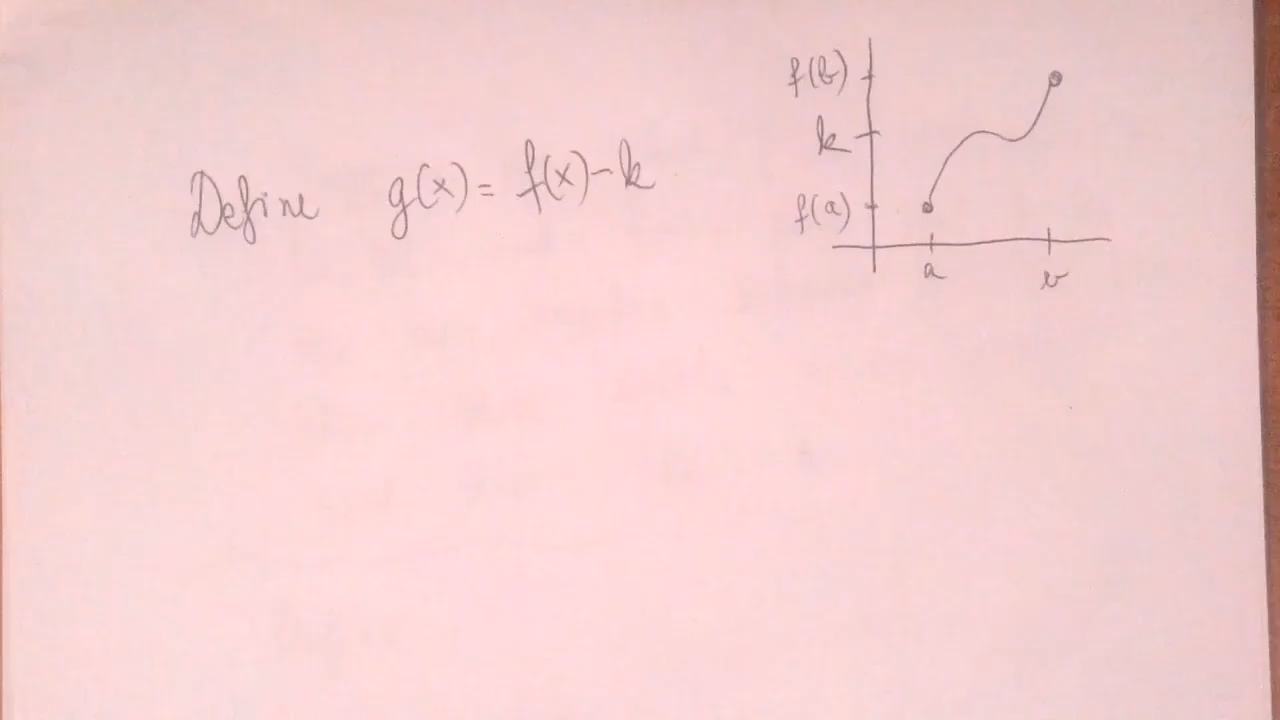 Define g(x) = f(x) - k
f(b)
k
f(a)
a b